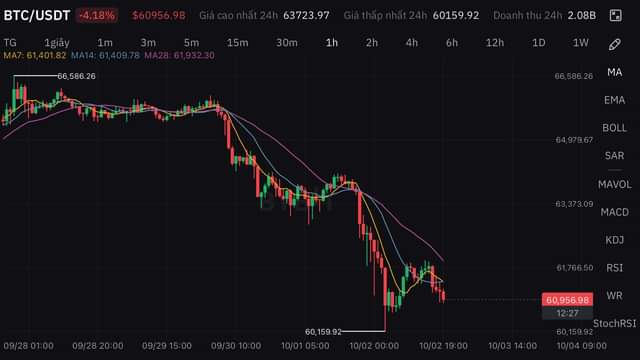 BTC/USDT -4.18% $60956.98 Giá cao nhất 24h 63723.97 Giá thấp nhất 24h 60159.92 Doanh thu 24h 2.08B
TG 1giây 1m 3m 5m 15m 30m 1h 2h 4h 6h 12h 1D 1W
MA7: 61,401.82 MA14: 61,409.78 MA28: 61,932.30
66,586.26
66,586.26
MA
EMA
BOLL
64,979.67
SAR
MAVOL
63,373.09
MACD
KDJ
61,766.50
RSI
60,956.98
WR
12:27
StochRSI
60,159.92
60,159.92
09/28 01:00 09/28 20:00 09/29 15:00 09/30 10:00 10/01 05:00 10/02 00:00 10/02 19:00 10/03 14:00 10/04 09:00